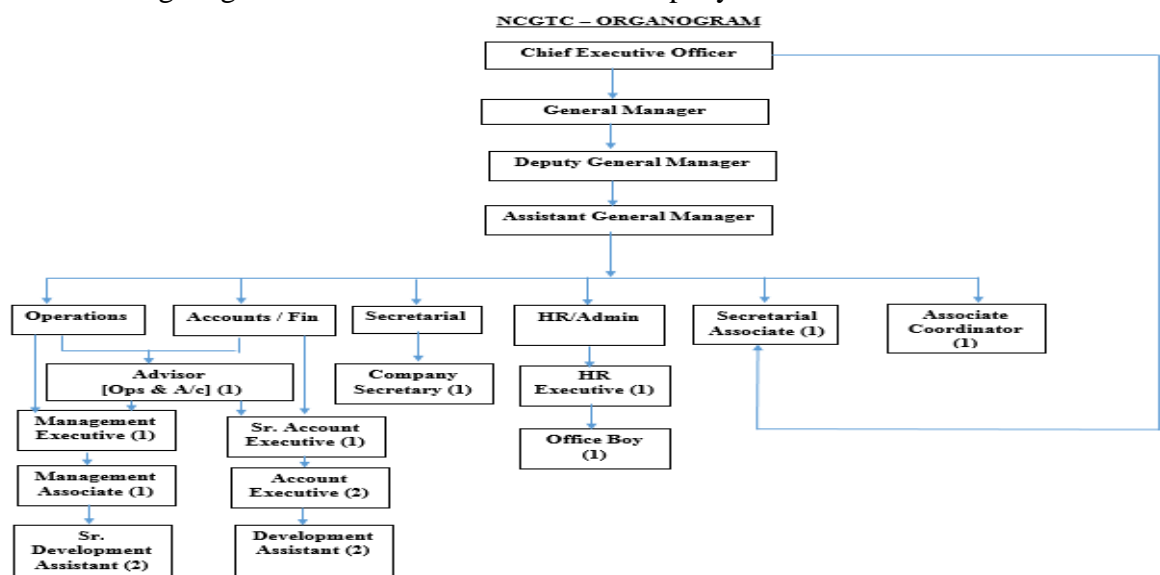 NCGTC – ORGANOGRAM
Chief Executive Officer
General Manager
Deputy General Manager
Assistant General Manager
Operations
Accounts / Fin
Secretarial
HR/Admin
Secretarial
Associate (1)
Associate
Coordinator
(1)
Advisor
[Ops & A/c] (1)
Company
Secretary (1)
HR
Executive (1)
Management
Executive (1)
Sr. Account
Executive (1)
Office Boy
(1)
Management
Associate (1)
Account
Executive (2)
Sr.
Development
Assistant (2)
Development
Assistant (2)